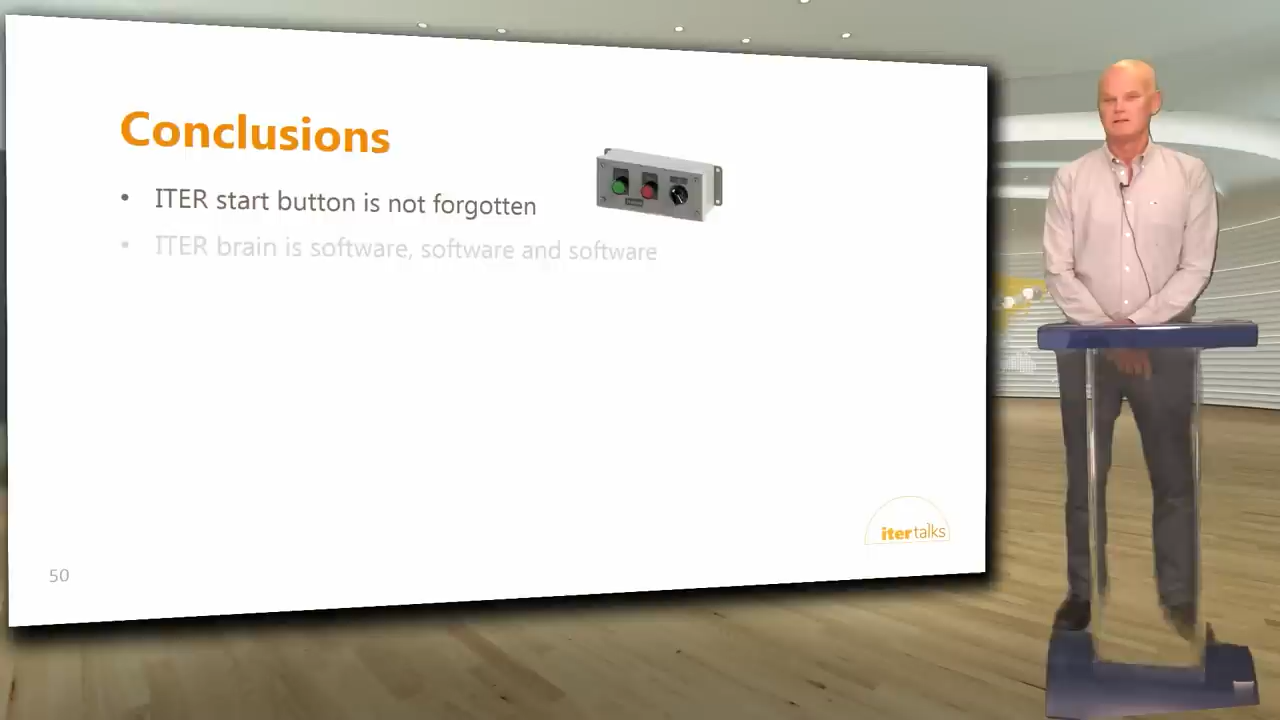 Conclusions
• ITER start button is not forgotten
• ITER brain is software, software and software
iter talks
50